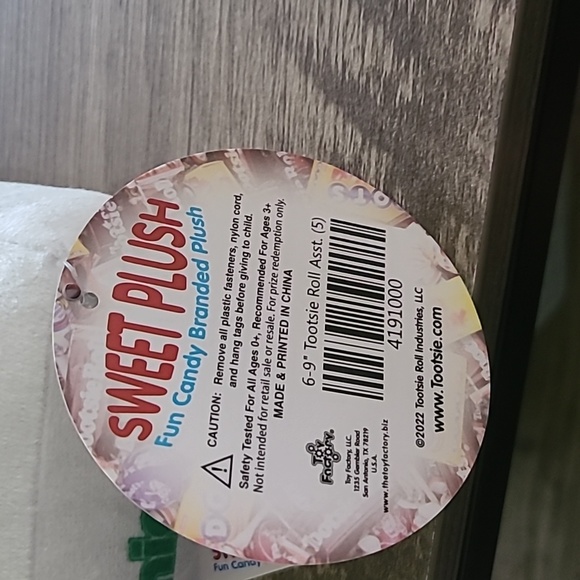 SWEET PLUSH
Fun Candy Branded Plush
CAUTION: Remove all plastic fasteners, nylon cord,
and hang tags before giving to child.
Safety Tested For All Ages 0+, Recommended For Ages 3+
Not intended for retail sale or resale. For prize redemption only.
MADE & PRINTED IN CHINA
6-9" Tootsie Roll Asst. (5)
4191000
Toy Factory
Toy Factory, LLC.
1235 Gembler Road
San Antonio, TX 78219
U.S.A.
www.thetoyfactory.biz
©2022 Tootsie Roll Industries, LLC
www.Tootsie.com
Fun Candy